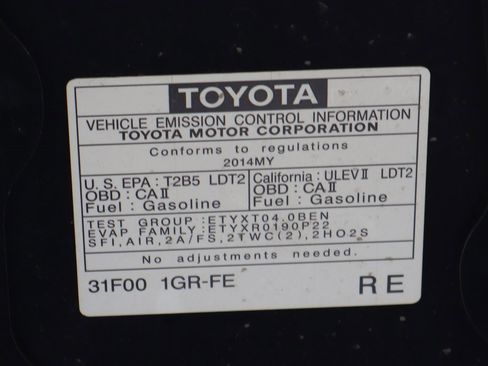 TOYOTA
VEHICLE EMISSION CONTROL INFORMATION
TOYOTA MOTOR CORPORATION
Conforms to regulations
2014MY
U.S. EPA : T2B5 LDT2
OBD : CAⅡ
Fuel : Gasoline
California : ULEVⅡ LDT2
OBD : CAⅡ
Fuel : Gasoline
TEST GROUP : ETYXT04.0BEN
EVAP FAMILY : ETYXR0190P22
SFI, AIR, 2A/FS, 2TWC(2), 2HO2S
No adjustments needed.
31F00 1GR-FE RE